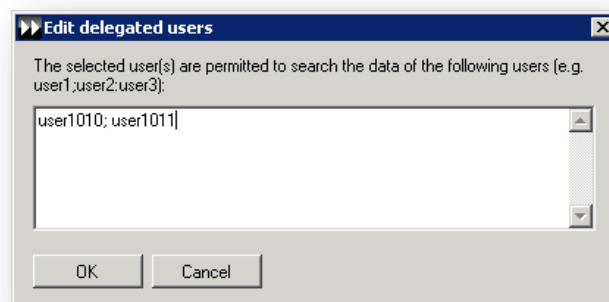 Edit delegated users
The selected user(s) are permitted to search the data of the following users (e.g.
user1;user2:user3):
user1010; user1011
OK Cancel